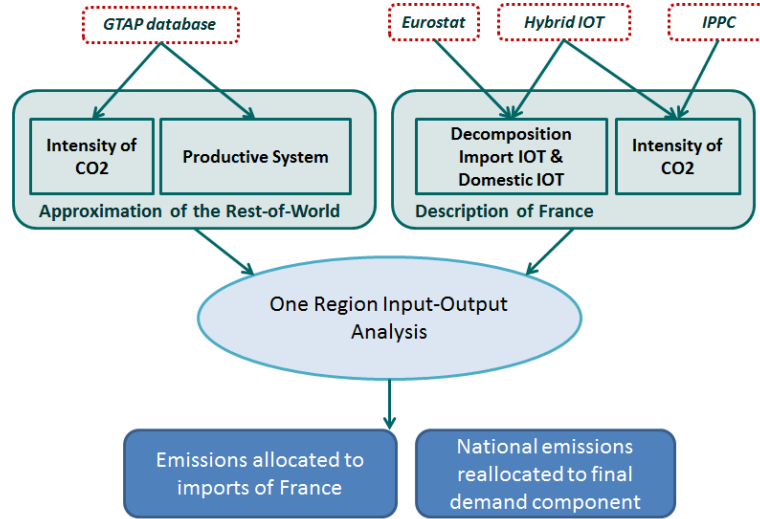 GTAP database
Eurostat
Hybrid IOT
IPPC
Intensity of
CO2
Productive System
Approximation of the Rest-of-World
Decomposition
Import IOT &
Domestic IOT
Intensity of
CO2
Description of France
One Region Input-Output
Analysis
Emissions allocated to
imports of France
National emissions
reallocated to final
demand component